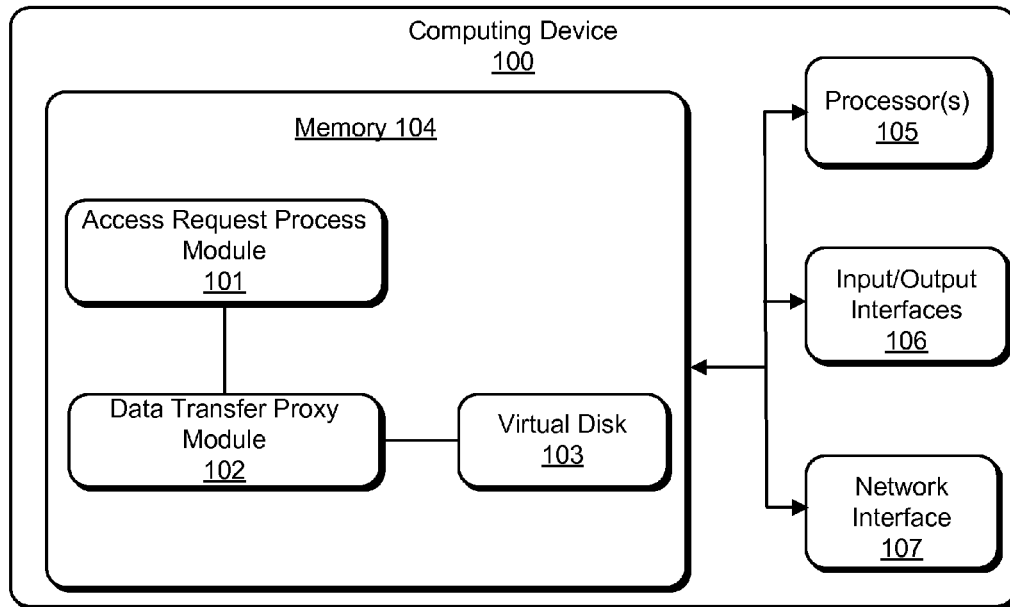 Computing Device
100
Memory 104
Access Request Process
Module
101
Data Transfer Proxy
Module
102
Virtual Disk
103
Processor(s)
105
Input/Output
Interfaces
106
Network
Interface
107